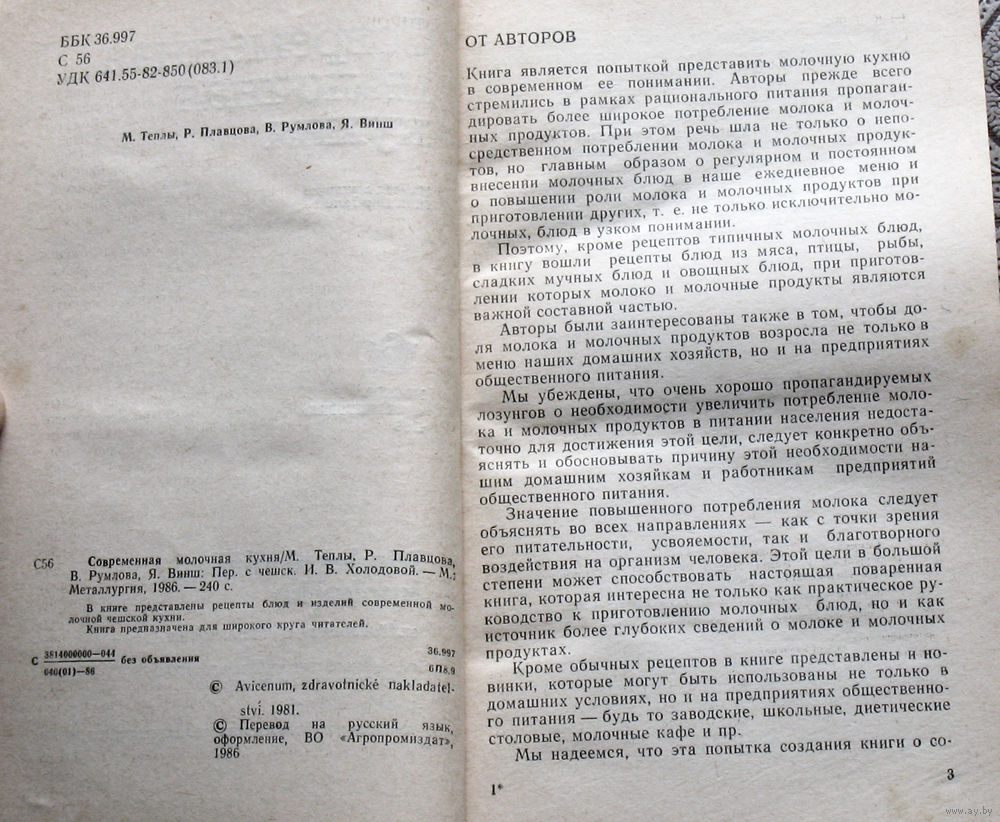 ББК 36.997
С 56
УДК 641.55-82-850(083.1)
М. Теплы, Р. Плавцова, В. Румлова, Я. Винш
С56 Современная молочная кухня/М. Теплы, Р. Плавцова,
В. Румлова, Я. Винш: Пер. с чешск. И. В. Холодовой. — М.:
Металлургия, 1986. — 240 с.
В книге представлены рецепты блюд и изделий современной мо-
лочной чешской кухни.
Книга предназначена для широкого круга читателей.
С 3814000000—044 без объявления 36.997
040(01)—86 6П8.9
© Avicenum, zdravotnické nakladatel-
ství. 1981.
© Перевод на русский язык,
оформление, ВО «Агропромиздат»,
1986
ОТ АВТОРОВ
Книга является попыткой представить молочную кухню
в современном ее понимании. Авторы прежде всего
стремились в рамках рационального питания пропаган-
дировать более широкое потребление молока и молоч-
ных продуктов. При этом речь шла не только о непо-
средственном потреблении молока и молочных продук-
тов, но главным образом о регулярном и постоянном
внесении молочных блюд в наше ежедневное меню и
о повышении роли молока и молочных продуктов при
приготовлении других, т. е. не только исключительно мо-
лочных, блюд в узком понимании.
Поэтому, кроме рецептов типичных молочных блюд,
в книгу вошли рецепты блюд из мяса, птицы, рыбы,
сладких мучных блюд и овощных блюд, при приготов-
лении которых молоко и молочные продукты являются
важной составной частью.
Авторы были заинтересованы также в том, чтобы до-
ля молока и молочных продуктов возросла не только в
меню наших домашних хозяйств, но и на предприятиях
общественного питания.
Мы убеждены, что очень хорошо пропагандируемых
лозунгов о необходимости увеличить потребление моло-
ка и молочных продуктов в питании населения недоста-
точно для достижения этой цели, следует конкретно объ-
яснять и обосновывать причину этой необходимости на-
шим домашним хозяйкам и работникам предприятий
общественного питания.
Значение повышенного потребления молока следует
объяснять во всех направлениях — как с точки зрения
его питательности, усвояемости, так и благотворного
воздействия на организм человека. Этой цели в большой
степени может способствовать настоящая поваренная
книга, которая интересна не только как практическое ру-
ководство к приготовлению молочных блюд, но и как
источник более глубоких сведений о молоке и молочных
продуктах.
Кроме обычных рецептов в книге представлены и но-
винки, которые могут быть использованы не только в
домашних условиях, но и на предприятиях общественно-
го питания — будь то заводские, школьные, диетические
столовые, молочные кафе и пр.
Мы надеемся, что эта попытка создания книги о со-
1* 3
www.ay.by